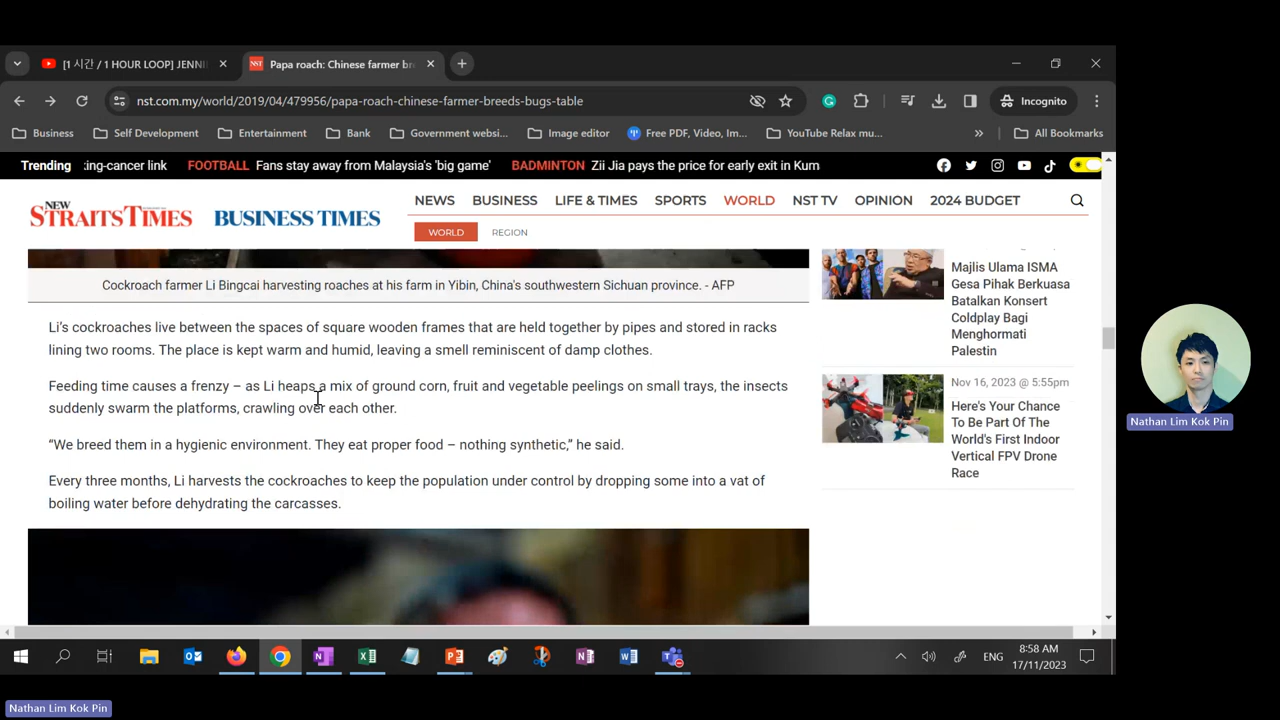 [1 시간 / 1 HOUR LOOP] JENNI
NST
Papa roach: Chinese farmer br
nst.com.my/world/2019/04/479956/papa-roach-chinese-farmer-breeds-bugs-table
Incognito
Business
Self Development
Entertainment
Bank
Government websi...
Image editor
Free PDF, Video, Im...
YouTube Relax mu...
All Bookmarks
Trending
:ing-cancer link
FOOTBALL Fans stay away from Malaysia's 'big game'
BADMINTON Zii Jia pays the price for early exit in Kum
NEW
STRAITS TIMES
BUSINESS TIMES
NEWS
BUSINESS
LIFE & TIMES
SPORTS
WORLD
NST TV
OPINION
2024 BUDGET
WORLD
REGION
Cockroach farmer Li Bingcai harvesting roaches at his farm in Yibin, China's southwestern Sichuan province. - AFP
Li's cockroaches live between the spaces of square wooden frames that are held together by pipes and stored in racks
lining two rooms. The place is kept warm and humid, leaving a smell reminiscent of damp clothes.
Feeding time causes a frenzy – as Li heaps a mix of ground corn, fruit and vegetable peelings on small trays, the insects
suddenly swarm the platforms, crawling over each other.
“We breed them in a hygienic environment. They eat proper food – nothing synthetic,” he said.
Every three months, Li harvests the cockroaches to keep the population under control by dropping some into a vat of
boiling water before dehydrating the carcasses.
Majlis Ulama ISMA
Gesa Pihak Berkuasa
Batalkan Konsert
Coldplay Bagi
Menghormati
Palestin
Nov 16, 2023 @ 5:55pm
Here's Your Chance
To Be Part Of The
World's First Indoor
Vertical FPV Drone
Race
Nathan Lim Kok Pin
ENG
8:58 AM
17/11/2023
Nathan Lim Kok Pin